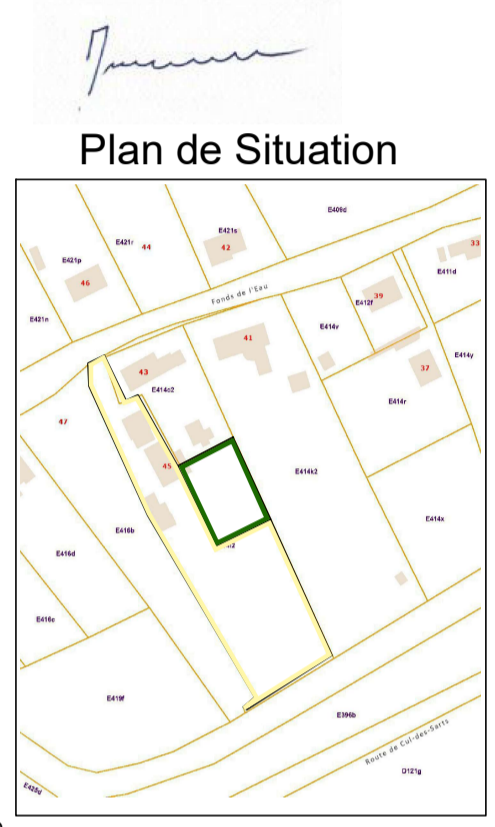 Plan de Situation
E409d
E421s
E421r
44
42
33
E421p
E411d
46
Fonds de l'Eau
39
E412f
E421n
E414v
41
E414y
43
37
E414c2
E414r
47
45
E414k2
E414x
E416b
E416d
E416c
E419f
E396b
Route de Cul-des-Sarts
D121g
E425d